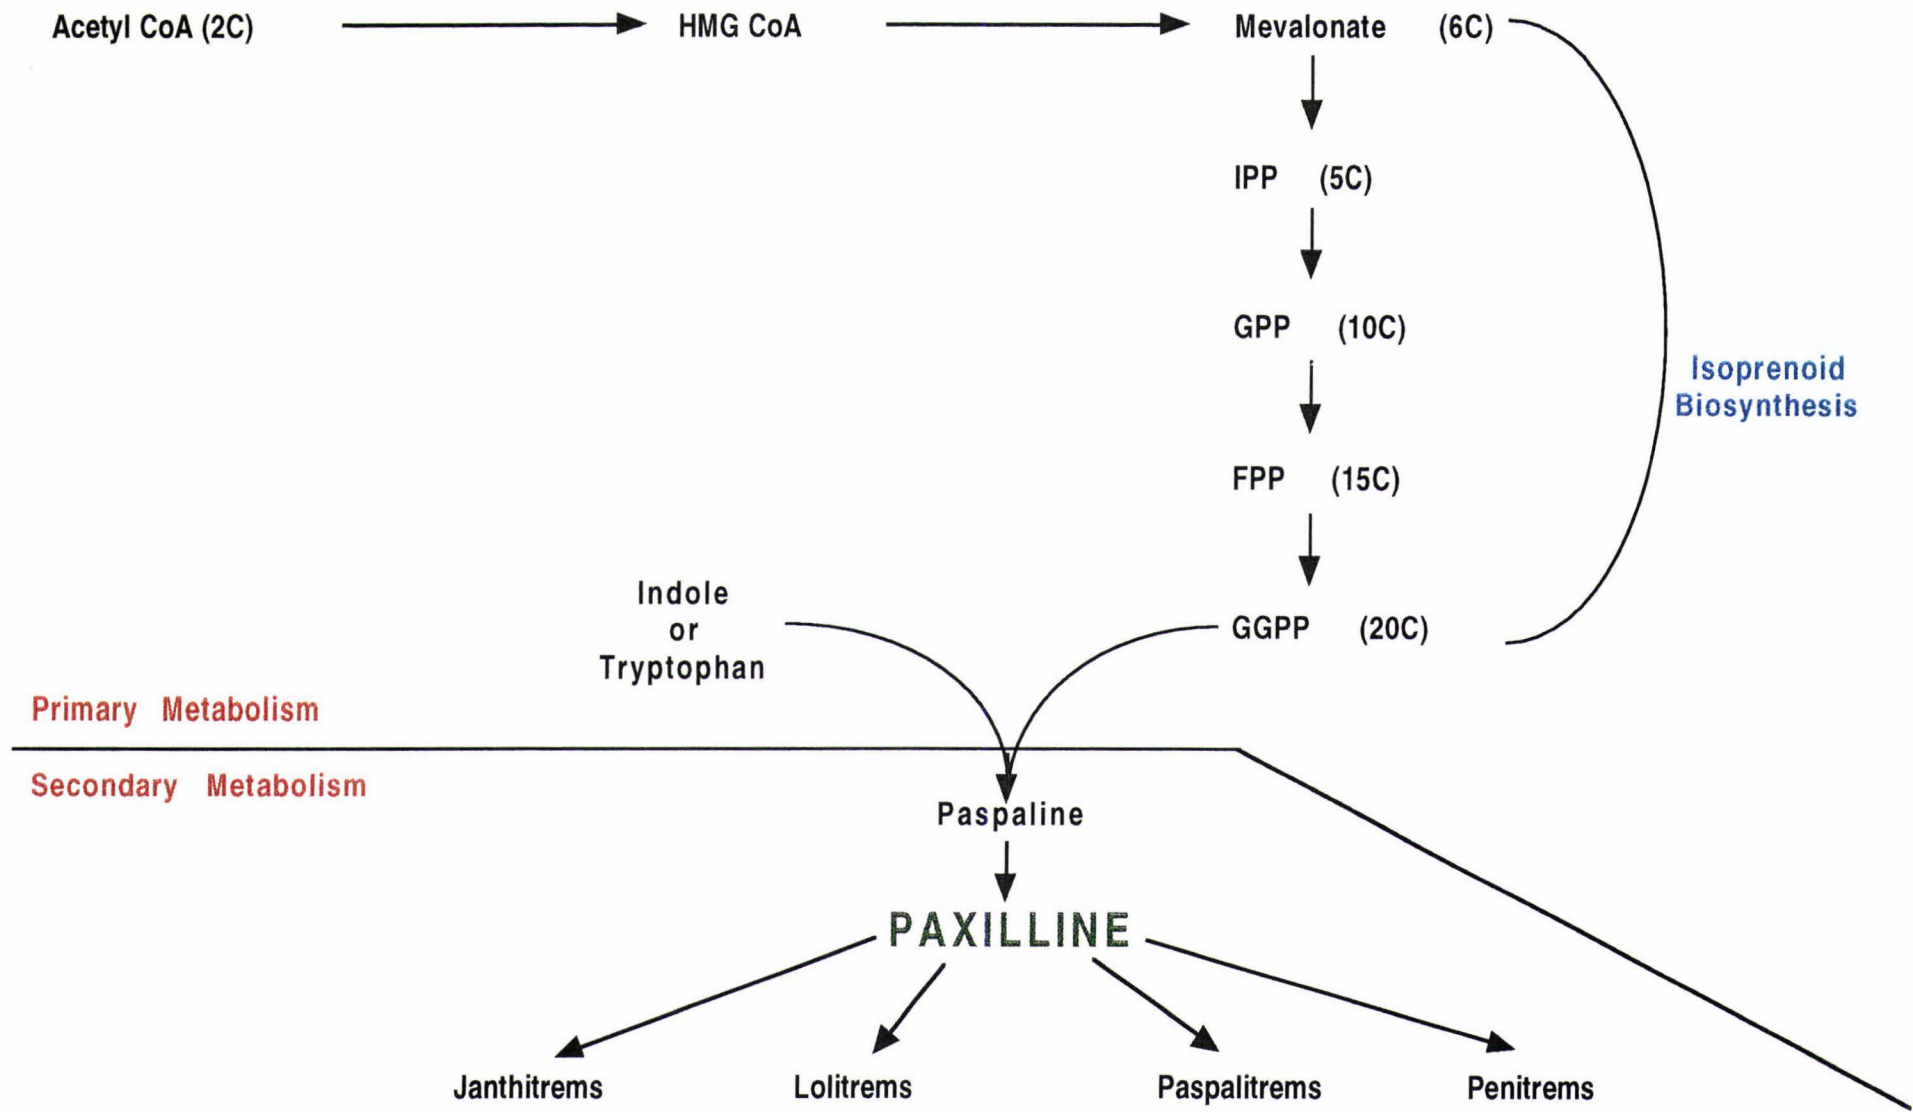 Acetyl CoA (2C) HMG CoA Mevalonate (6C)
IPP (5C)
GPP (10C)
Isoprenoid
Biosynthesis
FPP (15C)
Indole
or
Tryptophan
GGPP (20C)
Primary Metabolism
Secondary Metabolism
Paspaline
PAXILLINE
Janthitrems Lolitrems Paspalitrems Penitrems